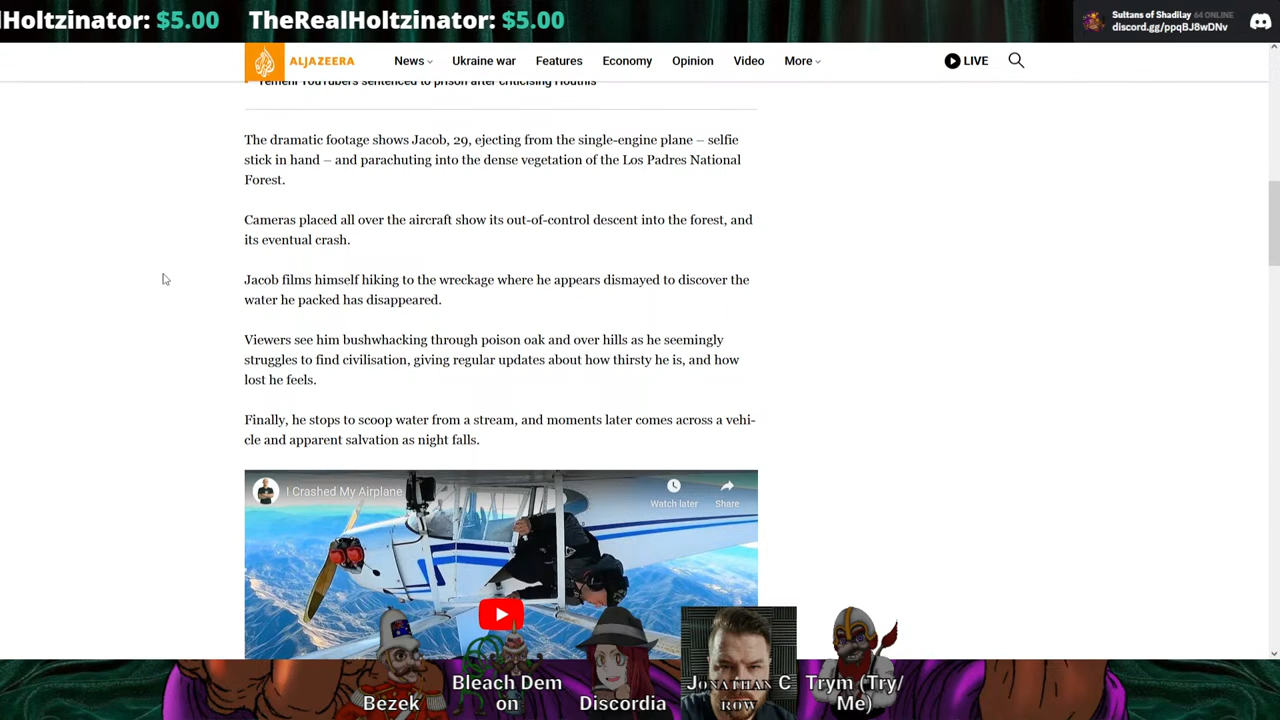 Holtzinator: $5.00 TheRealHoltzinator: $5.00
Sultans of Shadilay 64 ONLINE
discord.gg/ppqBJ8wDNv
ALJAZEERA News Ukraine war Features Economy Opinion Video More LIVE
Yemeni YouTubers sentenced to prison after criticising Houthis
The dramatic footage shows Jacob, 29, ejecting from the single-engine plane – selfie
stick in hand – and parachuting into the dense vegetation of the Los Padres National
Forest.
Cameras placed all over the aircraft show its out-of-control descent into the forest, and
its eventual crash.
Jacob films himself hiking to the wreckage where he appears dismayed to discover the
water he packed has disappeared.
Viewers see him bushwhacking through poison oak and over hills as he seemingly
struggles to find civilisation, giving regular updates about how thirsty he is, and how
lost he feels.
Finally, he stops to scoop water from a stream, and moments later comes across a vehi-
cle and apparent salvation as night falls.
I Crashed My Airplane
Watch later Share
Bezek
Bleach Dem
on
Discordia
Jonathan C
row
Trym (Try/
Me)